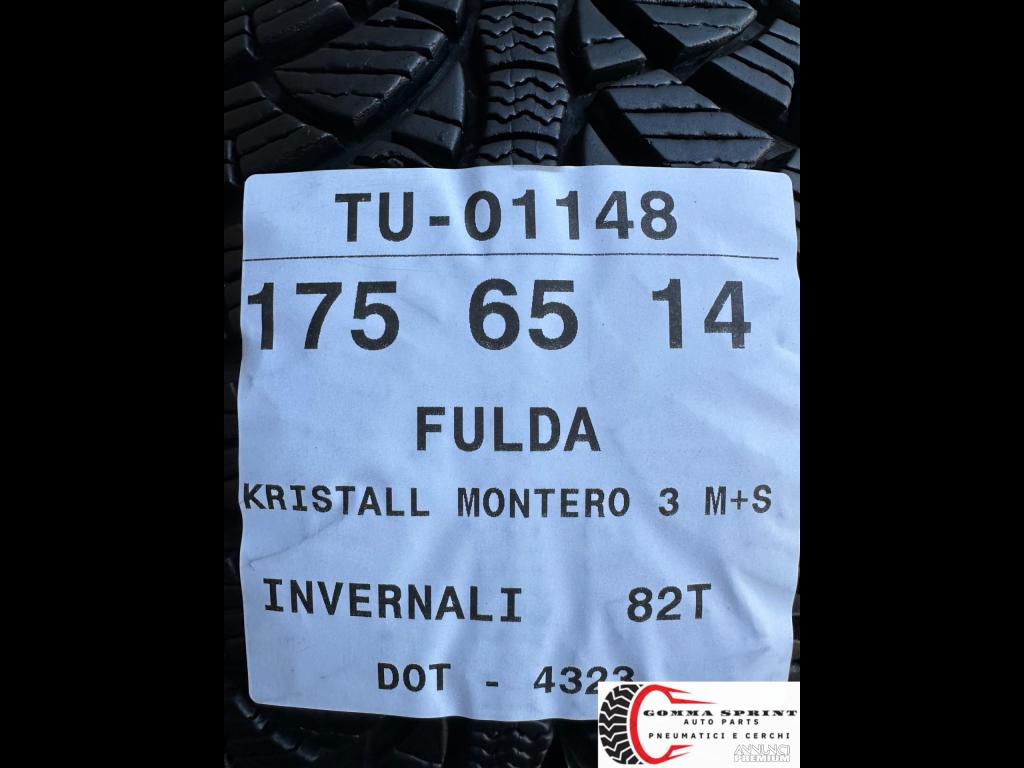 TU-01148
175 65 14
FULDA
KRISTALL MONTERO 3 M+S
INVERNALI 82T
DOT - 4323
GOMMA SPRINT
AUTO PARTS
PNEUMATICI E CERCHI
ANNUNCI
PREMIUM